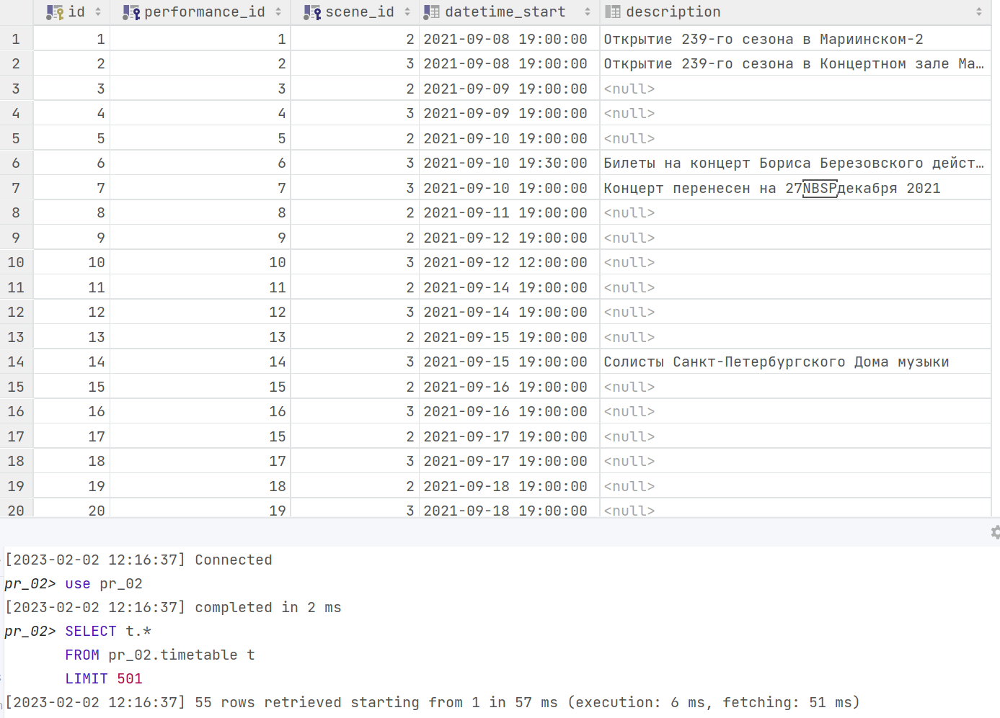 id performance_id scene_id datetime_start description
1 1 1 2 2021-09-08 19:00:00 Открытие 239-го сезона в Мариинском-2
2 2 2 3 2021-09-08 19:00:00 Открытие 239-го сезона в Концертном зале Ма…
3 3 3 2 2021-09-09 19:00:00 <null>
4 4 4 3 2021-09-09 19:00:00 <null>
5 5 5 2 2021-09-10 19:00:00 <null>
6 6 6 3 2021-09-10 19:30:00 Билеты на концерт Бориса Березовского дейст…
7 7 7 3 2021-09-10 19:00:00 Концерт перенесен на 27NBSPдекабря 2021
8 8 8 2 2021-09-11 19:00:00 <null>
9 9 9 2 2021-09-12 19:00:00 <null>
10 10 10 3 2021-09-12 12:00:00 <null>
11 11 11 2 2021-09-14 19:00:00 <null>
12 12 12 3 2021-09-14 19:00:00 <null>
13 13 13 2 2021-09-15 19:00:00 <null>
14 14 14 3 2021-09-15 19:00:00 Солисты Санкт-Петербургского Дома музыки
15 15 15 2 2021-09-16 19:00:00 <null>
16 16 16 3 2021-09-16 19:00:00 <null>
17 17 15 2 2021-09-17 19:00:00 <null>
18 18 17 3 2021-09-17 19:00:00 <null>
19 19 18 2 2021-09-18 19:00:00 <null>
20 20 19 3 2021-09-18 19:00:00 <null>
[2023-02-02 12:16:37] Connected
pr_02> use pr_02
[2023-02-02 12:16:37] completed in 2 ms
pr_02> SELECT t.*
FROM pr_02.timetable t
LIMIT 501
[2023-02-02 12:16:37] 55 rows retrieved starting from 1 in 57 ms (execution: 6 ms, fetching: 51 ms)